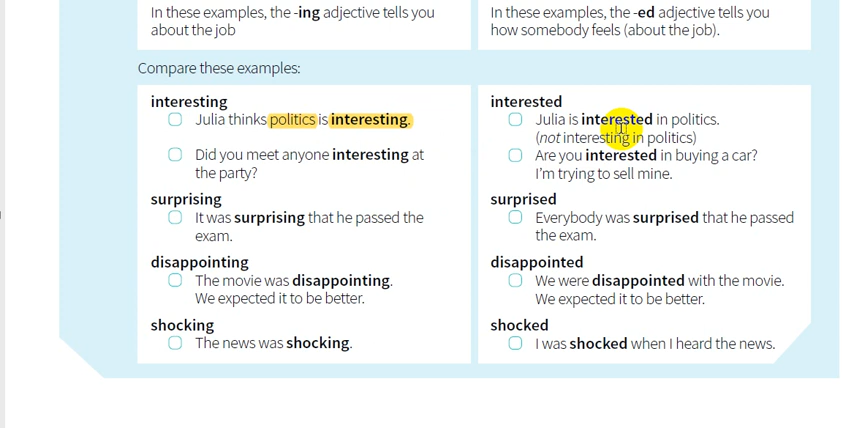 In these examples, the -ing adjective tells you
about the job
In these examples, the -ed adjective tells you
how somebody feels (about the job).
Compare these examples:
interesting
Julia thinks politics is interesting.
Did you meet anyone interesting at
the party?
surprising
It was surprising that he passed the
exam.
disappointing
The movie was disappointing.
We expected it to be better.
shocking
The news was shocking.
interested
Julia is interested in politics.
(not interesting in politics)
Are you interested in buying a car?
I'm trying to sell mine.
surprised
Everybody was surprised that he passed
the exam.
disappointed
We were disappointed with the movie.
We expected it to be better.
shocked
I was shocked when I heard the news.